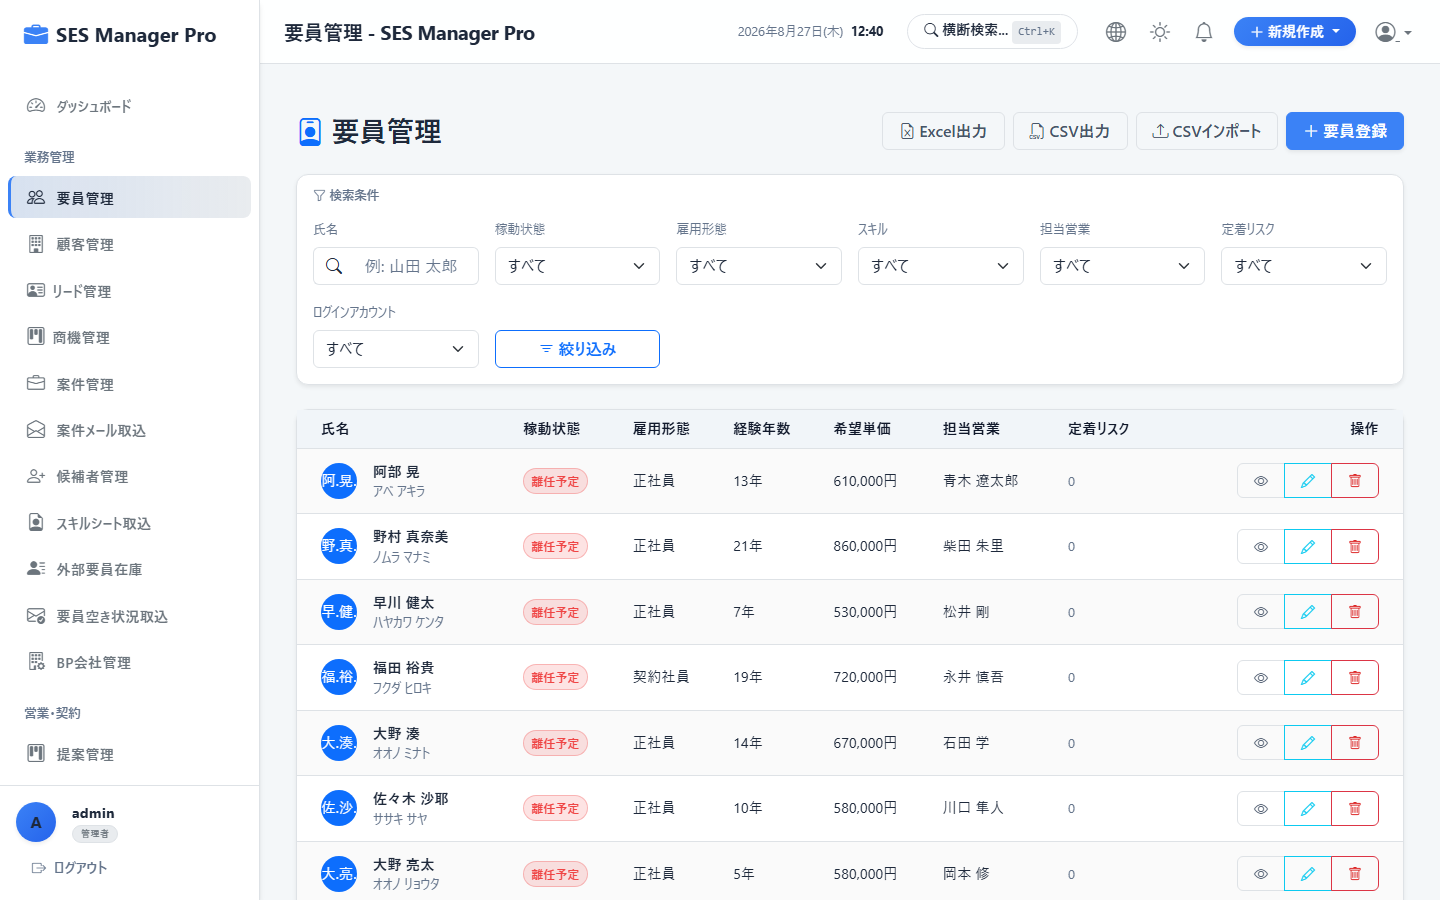 SES Manager Pro
要員管理 - SES Manager Pro
2026年8月27日(木) 12:40
横断検索... Ctrl+K
新規作成
ダッシュボード
業務管理
要員管理
顧客管理
リード管理
商機管理
案件管理
案件メール取込
候補者管理
スキルシート取込
外部要員在庫
要員空き状況取込
BP会社管理
営業・契約
提案管理
A
admin
管理者
ログアウト
要員管理
Excel出力
CSV出力
CSVインポート
要員登録
検索条件
氏名 稼動状態 雇用形態 スキル 担当営業 定着リスク
例: 山田 太郎 すべて すべて すべて すべて すべて
ログインアカウント
すべて 絞り込み
氏名 稼動状態 雇用形態 経験年数 希望単価 担当営業 定着リスク 操作
阿.晃. 阿部 晃 離任予定 正社員 13年 610,000円 青木 遼太郎 0
アベ アキラ
野.真. 野村 真奈美 離任予定 正社員 21年 860,000円 柴田 朱里 0
ノムラ マナミ
早.健. 早川 健太 離任予定 正社員 7年 530,000円 松井 剛 0
ハヤカワ ケンタ
福.裕. 福田 裕貴 離任予定 契約社員 19年 720,000円 永井 慎吾 0
フクダ ヒロキ
大.湊. 大野 湊 離任予定 正社員 14年 670,000円 石田 学 0
オオノ ミナト
佐.沙. 佐々木 沙耶 離任予定 正社員 10年 580,000円 川口 隼人 0
ササキ サヤ
大.亮. 大野 亮太 離任予定 正社員 5年 580,000円 岡本 修 0
オオノ リョウタ